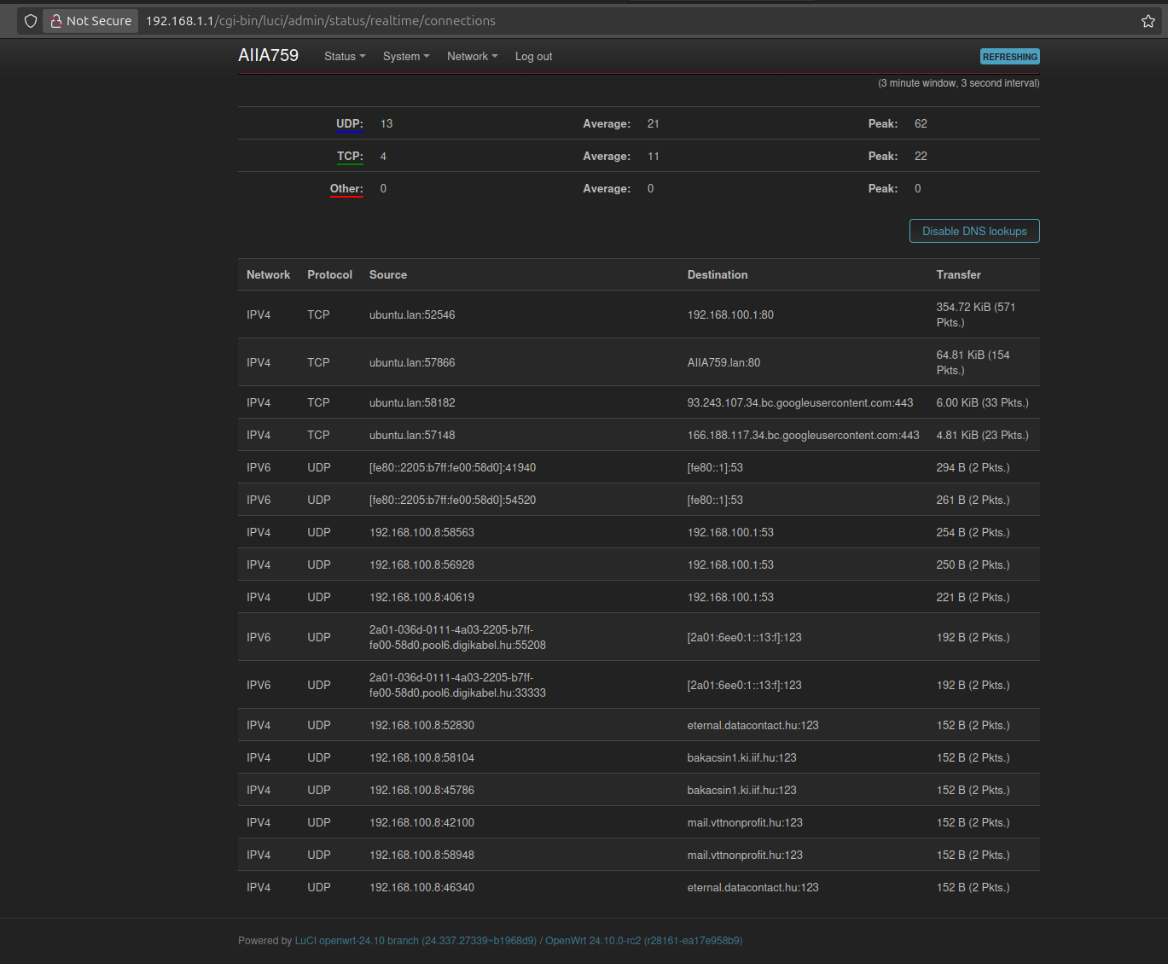 Not Secure 192.168.1.1/cgi-bin/luci/admin/status/realtime/connections
AIIA759 Status System Network Log out REFRESHING
(3 minute window, 3 second interval)
UDP: 13 Average: 21 Peak: 62
TCP: 4 Average: 11 Peak: 22
Other: 0 Average: 0 Peak: 0
Disable DNS lookups
Network Protocol Source Destination Transfer
IPV4 TCP ubuntu.lan:52546 192.168.100.1:80 354.72 KiB (571
Pkts.)
IPV4 TCP ubuntu.lan:57866 AIIA759.lan:80 64.81 KiB (154
Pkts.)
IPV4 TCP ubuntu.lan:58182 93.243.107.34.bc.googleusercontent.com:443 6.00 KiB (33 Pkts.)
IPV4 TCP ubuntu.lan:57148 166.188.117.34.bc.googleusercontent.com:443 4.81 KiB (23 Pkts.)
IPV6 UDP [fe80::2205:b7ff:fe00:58d0]:41940 [fe80::1]:53 294 B (2 Pkts.)
IPV6 UDP [fe80::2205:b7ff:fe00:58d0]:54520 [fe80::1]:53 261 B (2 Pkts.)
IPV4 UDP 192.168.100.8:58563 192.168.100.1:53 254 B (2 Pkts.)
IPV4 UDP 192.168.100.8:56928 192.168.100.1:53 250 B (2 Pkts.)
IPV4 UDP 192.168.100.8:40619 192.168.100.1:53 221 B (2 Pkts.)
IPV6 UDP 2a01-036d-0111-4a03-2205-b7ff-
fe00-58d0.pool6.digikabel.hu:55208 [2a01:6ee0:1::13:f]:123 192 B (2 Pkts.)
IPV6 UDP 2a01-036d-0111-4a03-2205-b7ff-
fe00-58d0.pool6.digikabel.hu:33333 [2a01:6ee0:1::13:f]:123 192 B (2 Pkts.)
IPV4 UDP 192.168.100.8:52830 eternal.datacontact.hu:123 152 B (2 Pkts.)
IPV4 UDP 192.168.100.8:58104 bakacsin1.ki.iif.hu:123 152 B (2 Pkts.)
IPV4 UDP 192.168.100.8:45786 bakacsin1.ki.iif.hu:123 152 B (2 Pkts.)
IPV4 UDP 192.168.100.8:42100 mail.vttnonprofit.hu:123 152 B (2 Pkts.)
IPV4 UDP 192.168.100.8:58948 mail.vttnonprofit.hu:123 152 B (2 Pkts.)
IPV4 UDP 192.168.100.8:46340 eternal.datacontact.hu:123 152 B (2 Pkts.)
Powered by LuCI openwrt-24.10 branch (24.337.27339~b1968d9) / OpenWrt 24.10.0-rc2 (r28161-ea17e958b9)